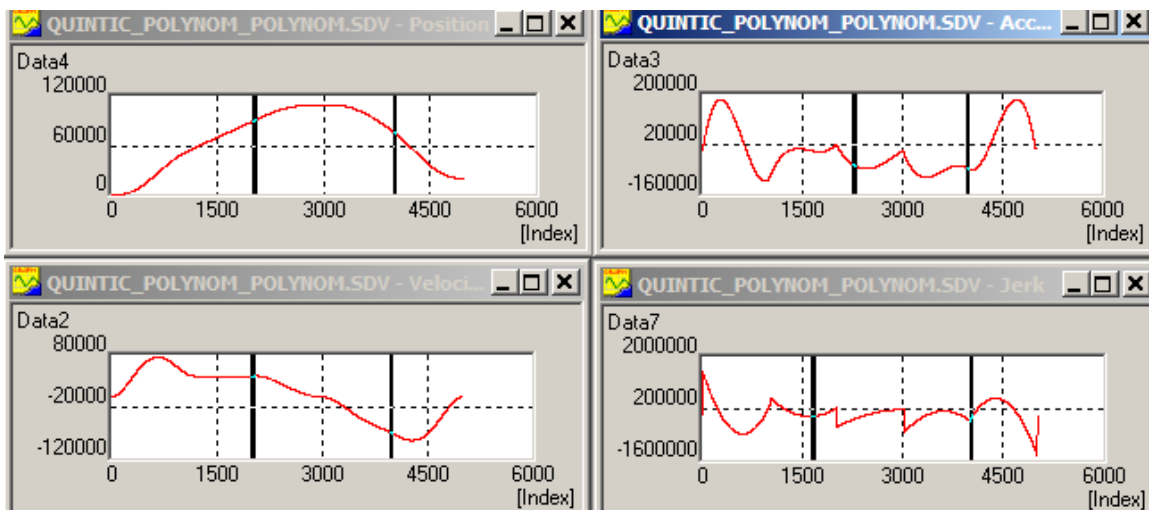 QUINTIC_POLYNOM_POLYNOM.SDV - Position
Data4
120000
60000
0
0 1500 3000 4500 6000
[Index]
QUINTIC_POLYNOM_POLYNOM.SDV - Acc...
Data3
200000
20000
-160000
0 1500 3000 4500 6000
[Index]
QUINTIC_POLYNOM_POLYNOM.SDV - Veloci...
Data2
80000
-20000
-120000
0 1500 3000 4500 6000
[Index]
QUINTIC_POLYNOM_POLYNOM.SDV - Jerk
Data7
2000000
200000
-1600000
0 1500 3000 4500 6000
[Index]